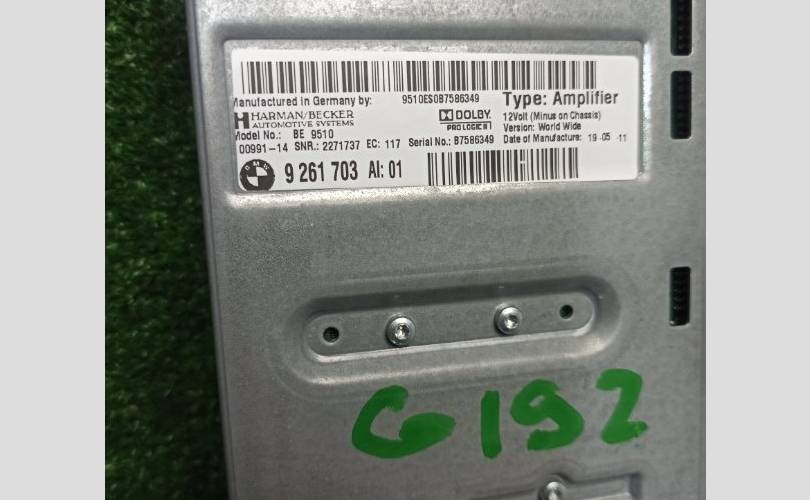 Manufactured in Germany by: 9510ES0B7586349 Type: Amplifier
HARMAN/BECKER DOLBY 12Volt (Minus on Chassis)
AUTOMOTIVE SYSTEMS PRO LOGIC II Version: World Wide
Model No.: BE 9510
00991-14 SNR.: 2271737 EC: 117 Serial No.: B7586349 Date of Manufacture: 19 05 11
BMW 9 261 703 AI: 01
G192